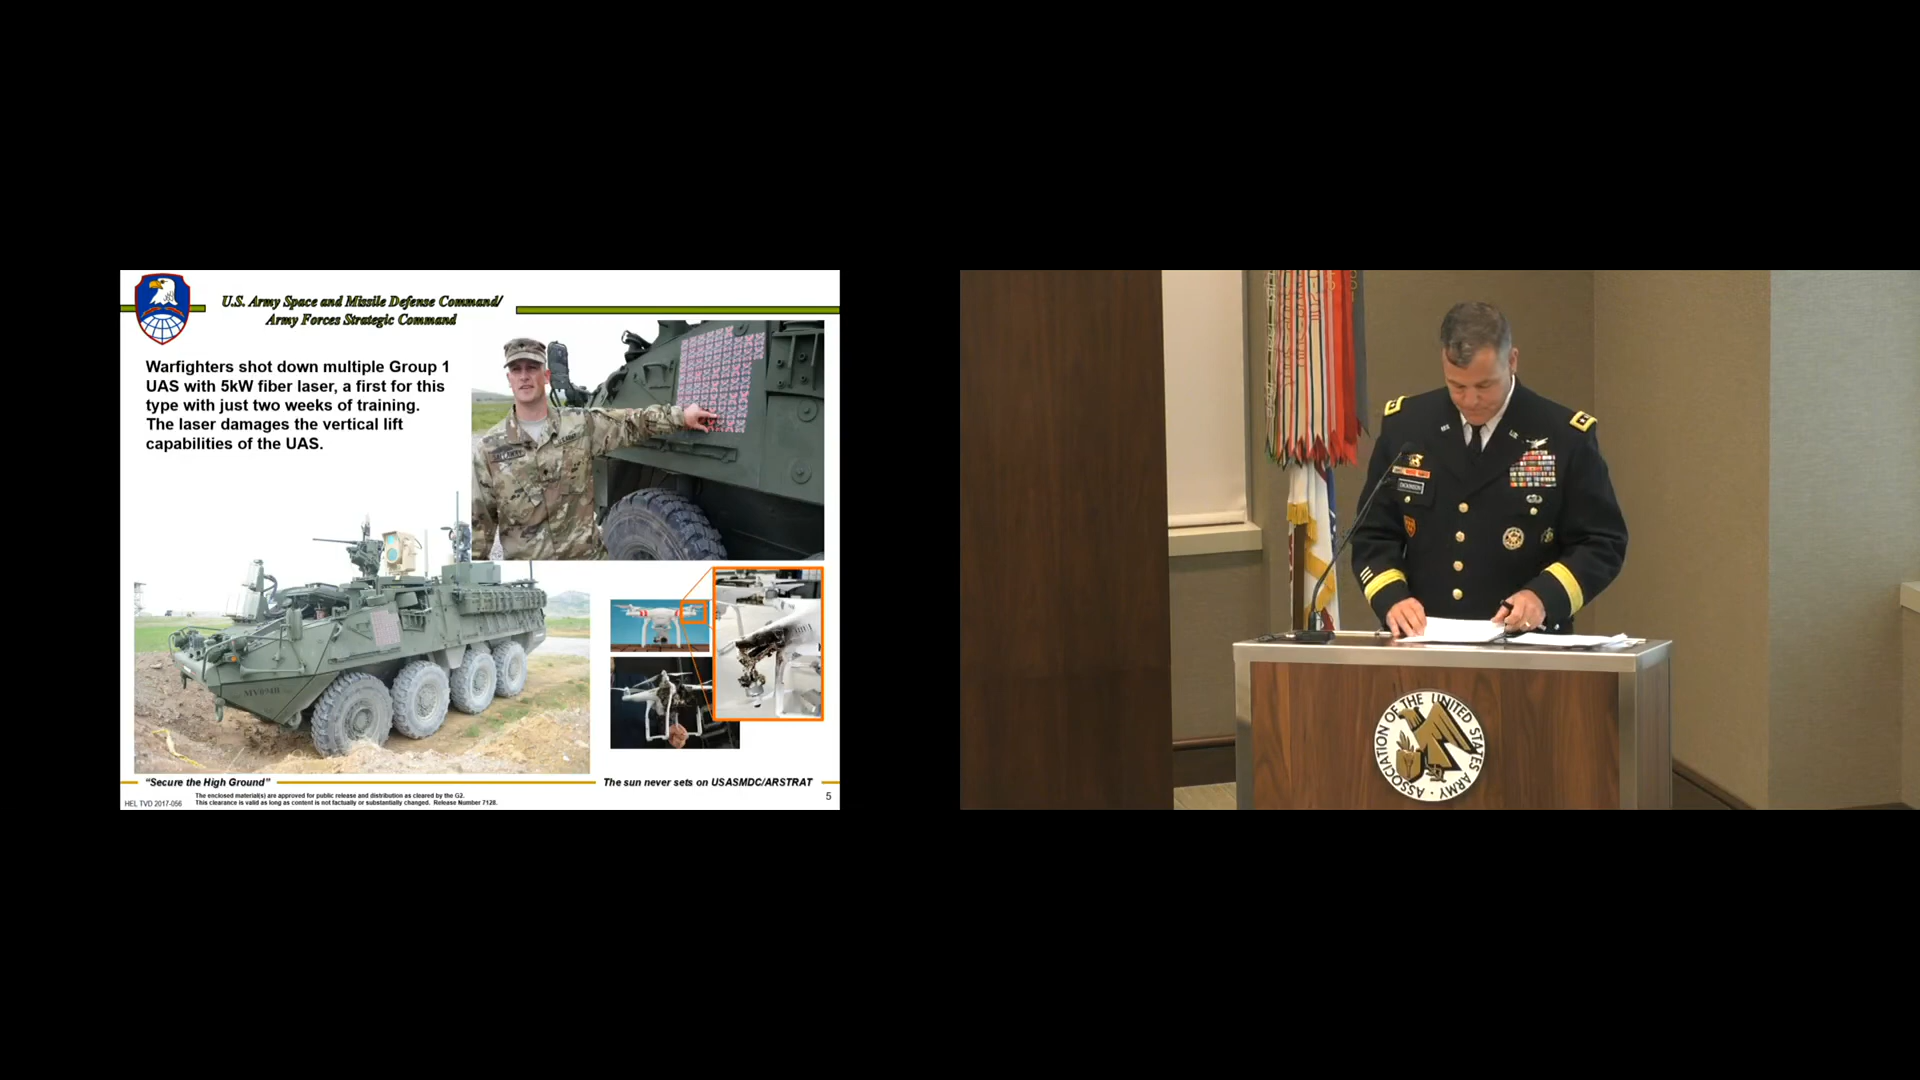 U.S. Army Space and Missile Defense Command/
Army Forces Strategic Command
Warfighters shot down multiple Group 1
UAS with 5kW fiber laser, a first for this
type with just two weeks of training.
The laser damages the vertical lift
capabilities of the UAS.
"Secure the High Ground"
The sun never sets on USASMDC/ARSTRAT
HEL TVD 2017-056
The enclosed material(s) are approved for public release and distribution as cleared by the G2.
This clearance is valid as long as content is not factually or substantially changed. Release Number 7128.
5
DICKINSON
ASSOCIATION OF THE UNITED STATES ARMY